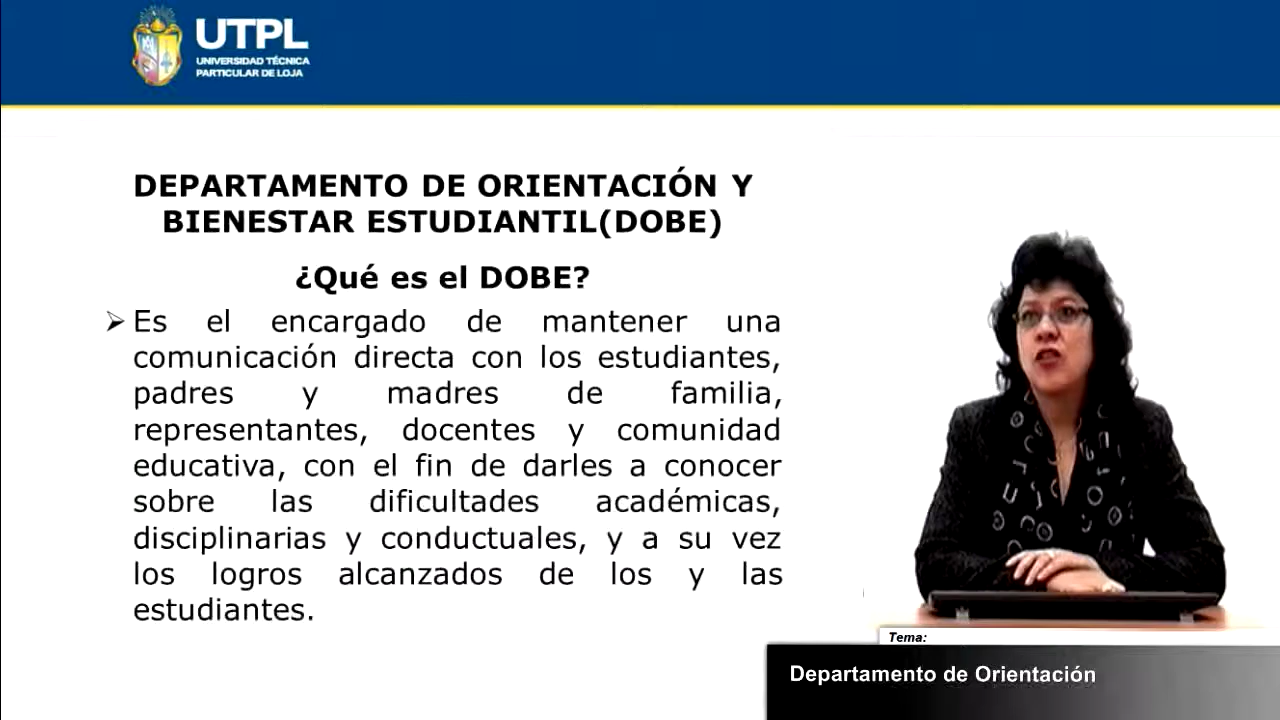 UTPL
UNIVERSIDAD TÉCNICA
PARTICULAR DE LOJA
DEPARTAMENTO DE ORIENTACIÓN Y
BIENESTAR ESTUDIANTIL(DOBE)
¿Qué es el DOBE?
➢ Es el encargado de mantener una
comunicación directa con los estudiantes,
padres y madres de familia,
representantes, docentes y comunidad
educativa, con el fin de darles a conocer
sobre las dificultades académicas,
disciplinarias y conductuales, y a su vez
los logros alcanzados de los y las
estudiantes.
Tema:
Departamento de Orientación